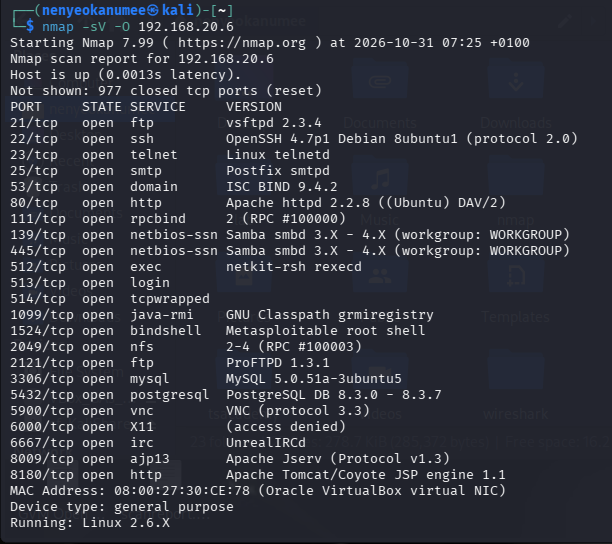 ┌──(nenyeokanumee㉿kali)-[~]
└─$ nmap -sV -O 192.168.20.6
Starting Nmap 7.99 ( https://nmap.org ) at 2026-10-31 07:25 +0100
Nmap scan report for 192.168.20.6
Host is up (0.0013s latency).
Not shown: 977 closed tcp ports (reset)
PORT     STATE SERVICE     VERSION
21/tcp   open  ftp         vsftpd 2.3.4
22/tcp   open  ssh         OpenSSH 4.7p1 Debian 8ubuntu1 (protocol 2.0)
23/tcp   open  telnet      Linux telnetd
25/tcp   open  smtp        Postfix smtpd
53/tcp   open  domain      ISC BIND 9.4.2
80/tcp   open  http        Apache httpd 2.2.8 ((Ubuntu) DAV/2)
111/tcp  open  rpcbind     2 (RPC #100000)
139/tcp  open  netbios-ssn Samba smbd 3.X - 4.X (workgroup: WORKGROUP)
445/tcp  open  netbios-ssn Samba smbd 3.X - 4.X (workgroup: WORKGROUP)
512/tcp  open  exec        netkit-rsh rexecd
513/tcp  open  login
514/tcp  open  tcpwrapped
1099/tcp open  java-rmi    GNU Classpath grmiregistry
1524/tcp open  bindshell   Metasploitable root shell
2049/tcp open  nfs         2-4 (RPC #100003)
2121/tcp open  ftp         ProFTPD 1.3.1
3306/tcp open  mysql       MySQL 5.0.51a-3ubuntu5
5432/tcp open  postgresql  PostgreSQL DB 8.3.0 - 8.3.7
5900/tcp open  vnc         VNC (protocol 3.3)
6000/tcp open  X11         (access denied)
6667/tcp open  irc         UnrealIRCd
8009/tcp open  ajp13       Apache Jserv (Protocol v1.3)
8180/tcp open  http        Apache Tomcat/Coyote JSP engine 1.1
MAC Address: 08:00:27:30:CE:78 (Oracle VirtualBox virtual NIC)
Device type: general purpose
Running: Linux 2.6.X
Documents
Downloads
Music
Templates
wireshark